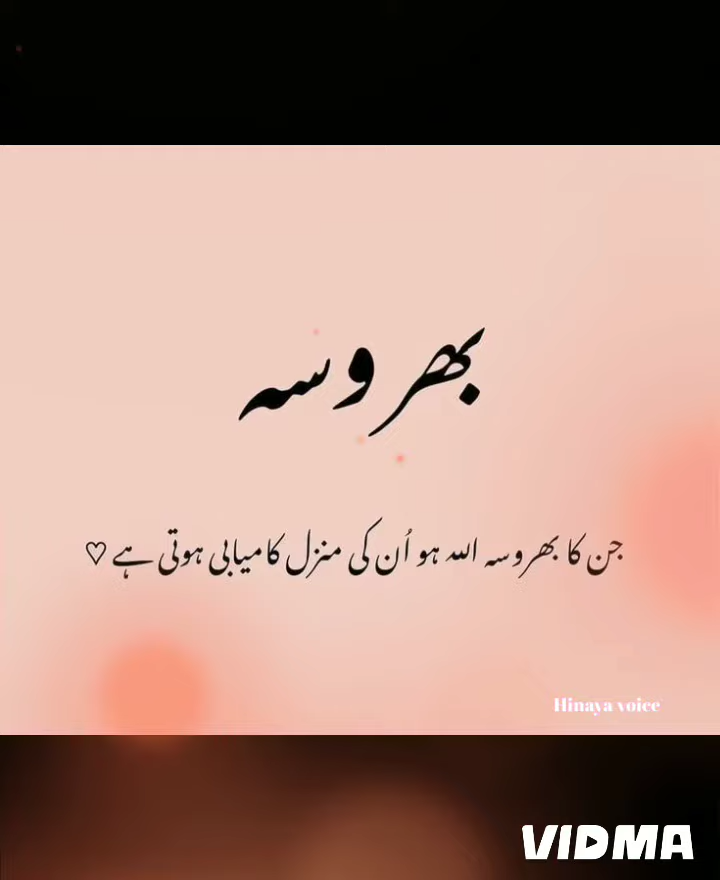 بھروسہ
جن کا بھروسہ اللہ ہو اُن کی منزل کامیابی ہوتی ہے ♡
Hinaya voice
VIDMA